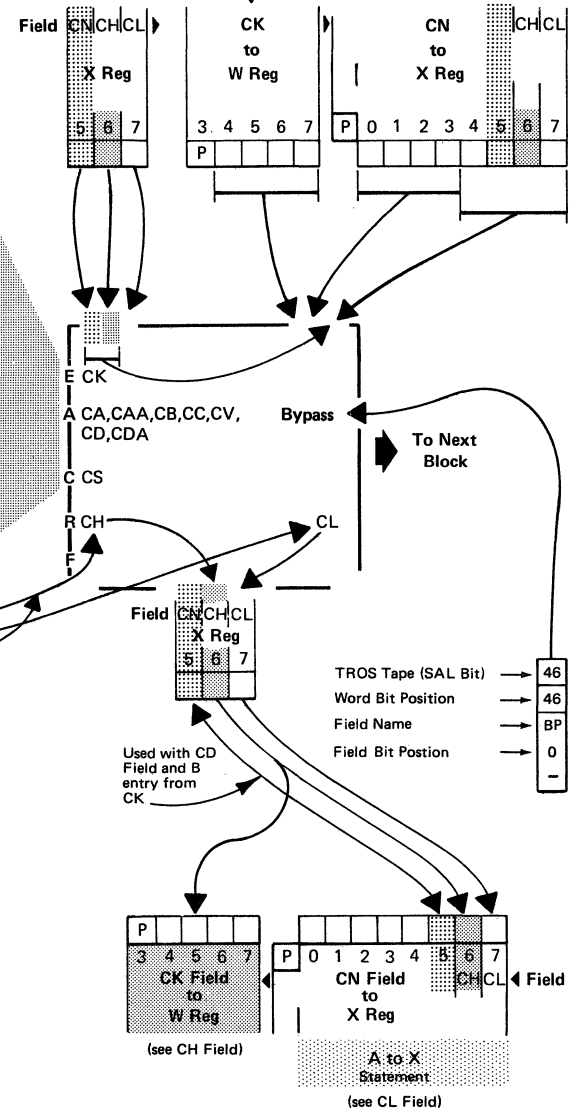 Field CN CH CL
X Reg
5 6 7
CK
to
W Reg
3 4 5 6 7
P
CN
to
X Reg
CH CL
P 0 1 2 3 4 5 6 7
E CK
A CA,CAA,CB,CC,CV,
CD,CDA
Bypass
To Next
Block
C CS
R CH
CL
F
Field CN CH CL
X Reg
5 6 7
TROS Tape (SAL Bit) 46
Word Bit Position 46
Field Name BP
Field Bit Postion 0
–
Used with CD
Field and B
entry from
CK
P
3 4 5 6 7
CK Field
to
W Reg
(see CH Field)
P 0 1 2 3 4 5 6 7
CN Field
to
X Reg
CH CL Field
A to X
Statement
(see CL Field)